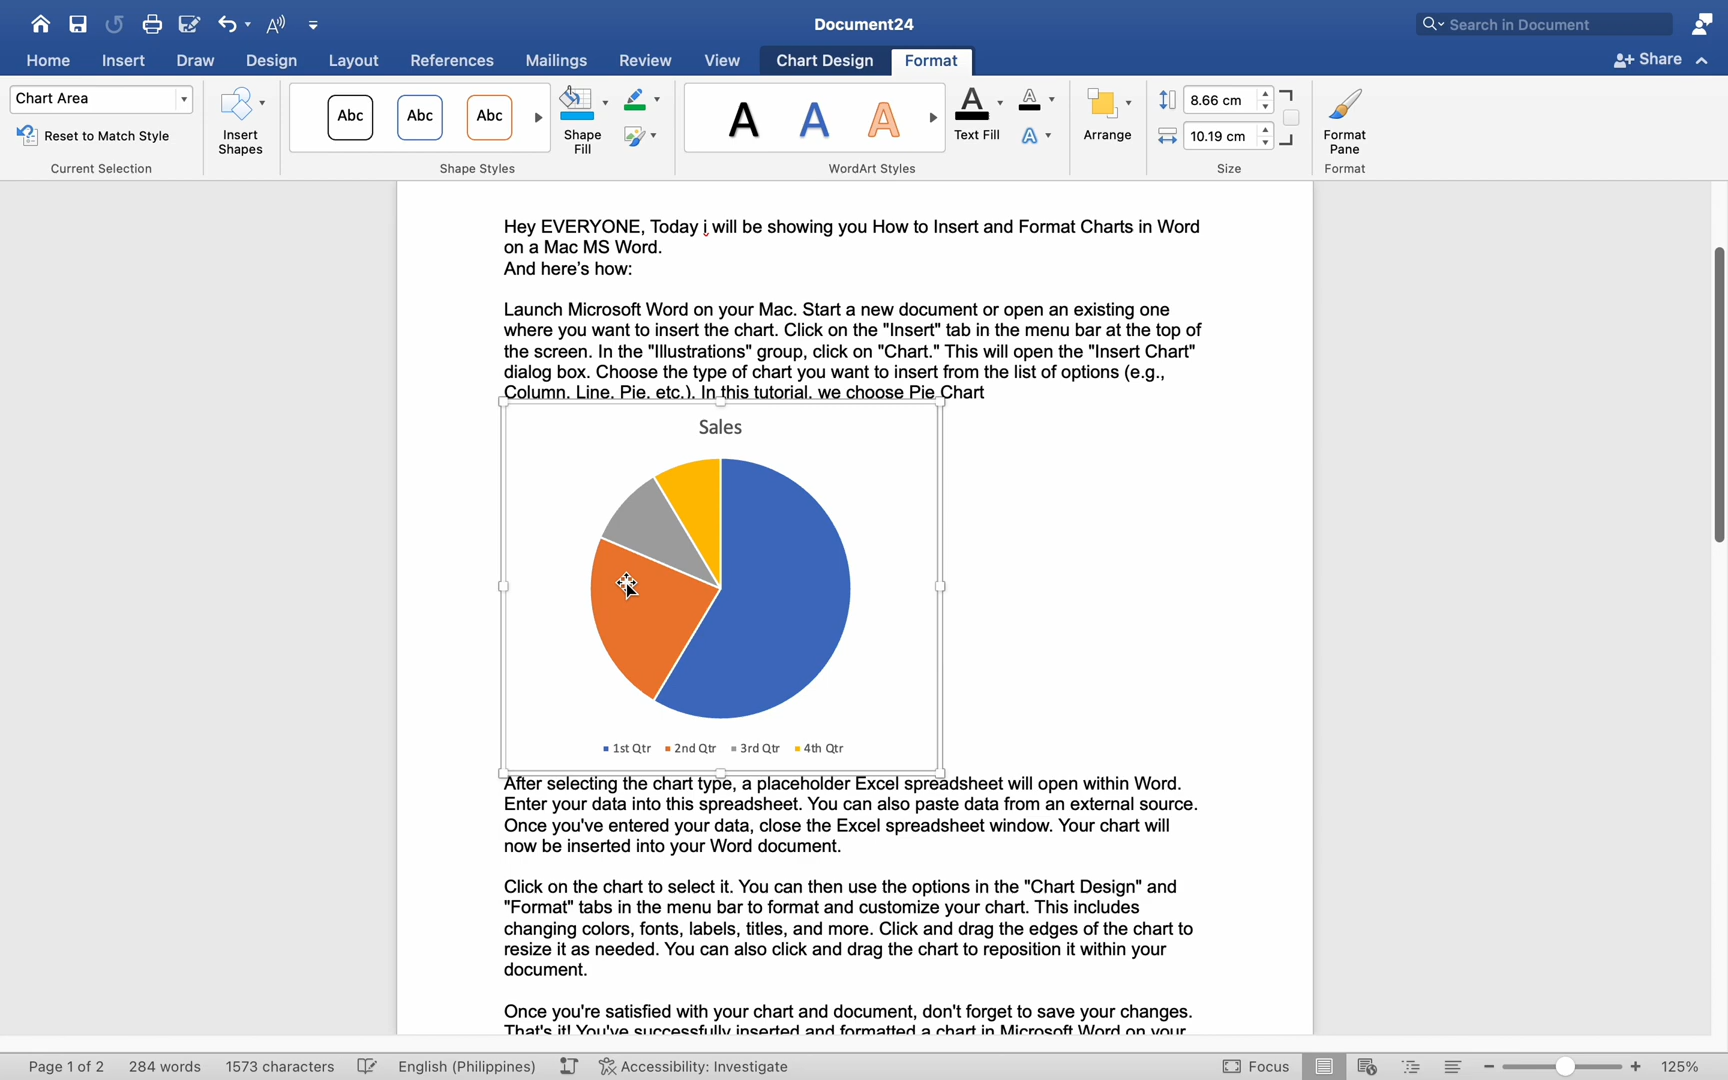 Document24
Search in Document
Home Insert Draw Design Layout References Mailings Review View Chart Design Format
Share
Chart Area
Reset to Match Style
Current Selection
Insert
Shapes
Abc Abc Abc
Shape
Fill
Shape Styles
A A A
Text Fill
WordArt Styles
Arrange
8.66 cm
10.19 cm
Size
Format
Pane
Format
Hey EVERYONE, Today i will be showing you How to Insert and Format Charts in Word
on a Mac MS Word.
And here’s how:
Launch Microsoft Word on your Mac. Start a new document or open an existing one
where you want to insert the chart. Click on the "Insert" tab in the menu bar at the top of
the screen. In the "Illustrations" group, click on "Chart." This will open the "Insert Chart"
dialog box. Choose the type of chart you want to insert from the list of options (e.g.,
Column, Line, Pie, etc.). In this tutorial, we choose Pie Chart
Sales
1st Qtr 2nd Qtr 3rd Qtr 4th Qtr
After selecting the chart type, a placeholder Excel spreadsheet will open within Word.
Enter your data into this spreadsheet. You can also paste data from an external source.
Once you've entered your data, close the Excel spreadsheet window. Your chart will
now be inserted into your Word document.
Click on the chart to select it. You can then use the options in the "Chart Design" and
"Format" tabs in the menu bar to format and customize your chart. This includes
changing colors, fonts, labels, titles, and more. Click and drag the edges of the chart to
resize it as needed. You can also click and drag the chart to reposition it within your
document.
Once you're satisfied with your chart and document, don't forget to save your changes.
That's it! You've successfully inserted and formatted a chart in Microsoft Word on your
Page 1 of 2 284 words 1573 characters English (Philippines) Accessibility: Investigate Focus 125%